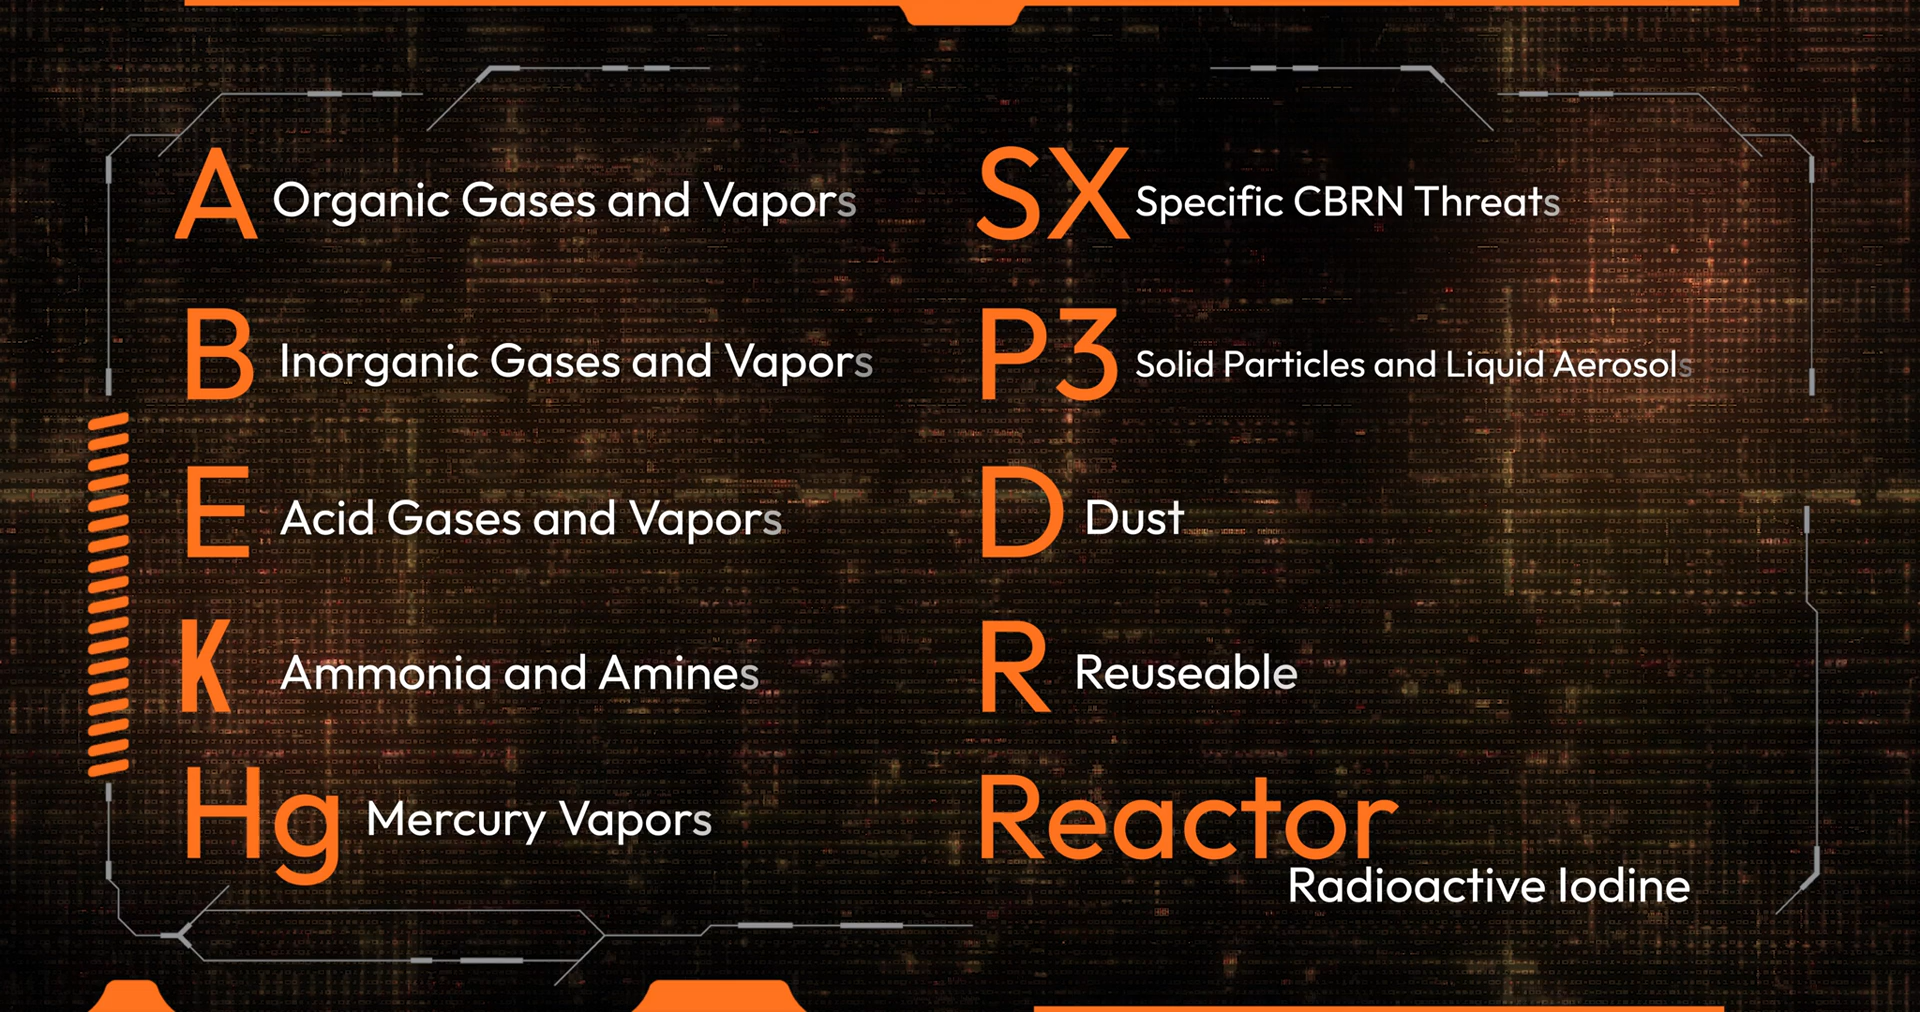 A Organic Gases and Vapors
B Inorganic Gases and Vapors
E Acid Gases and Vapors
K Ammonia and Amines
Hg Mercury Vapors
SX Specific CBRN Threats
P3 Solid Particles and Liquid Aerosols
D Dust
R Reuseable
Reactor
Radioactive Iodine